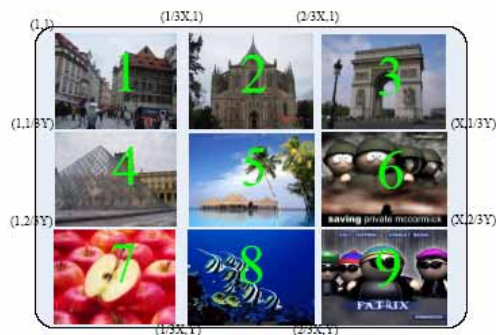 (1/3X,1) (2/3X,1)
(1,1)
1 2 3
(1,1/3Y) (X,1/3Y)
4 5 6
saving private mccormick
(1,2/3Y) (X,2/3Y)
7 8 9
FATRIX
(1/3X,Y) (2/3X,Y)